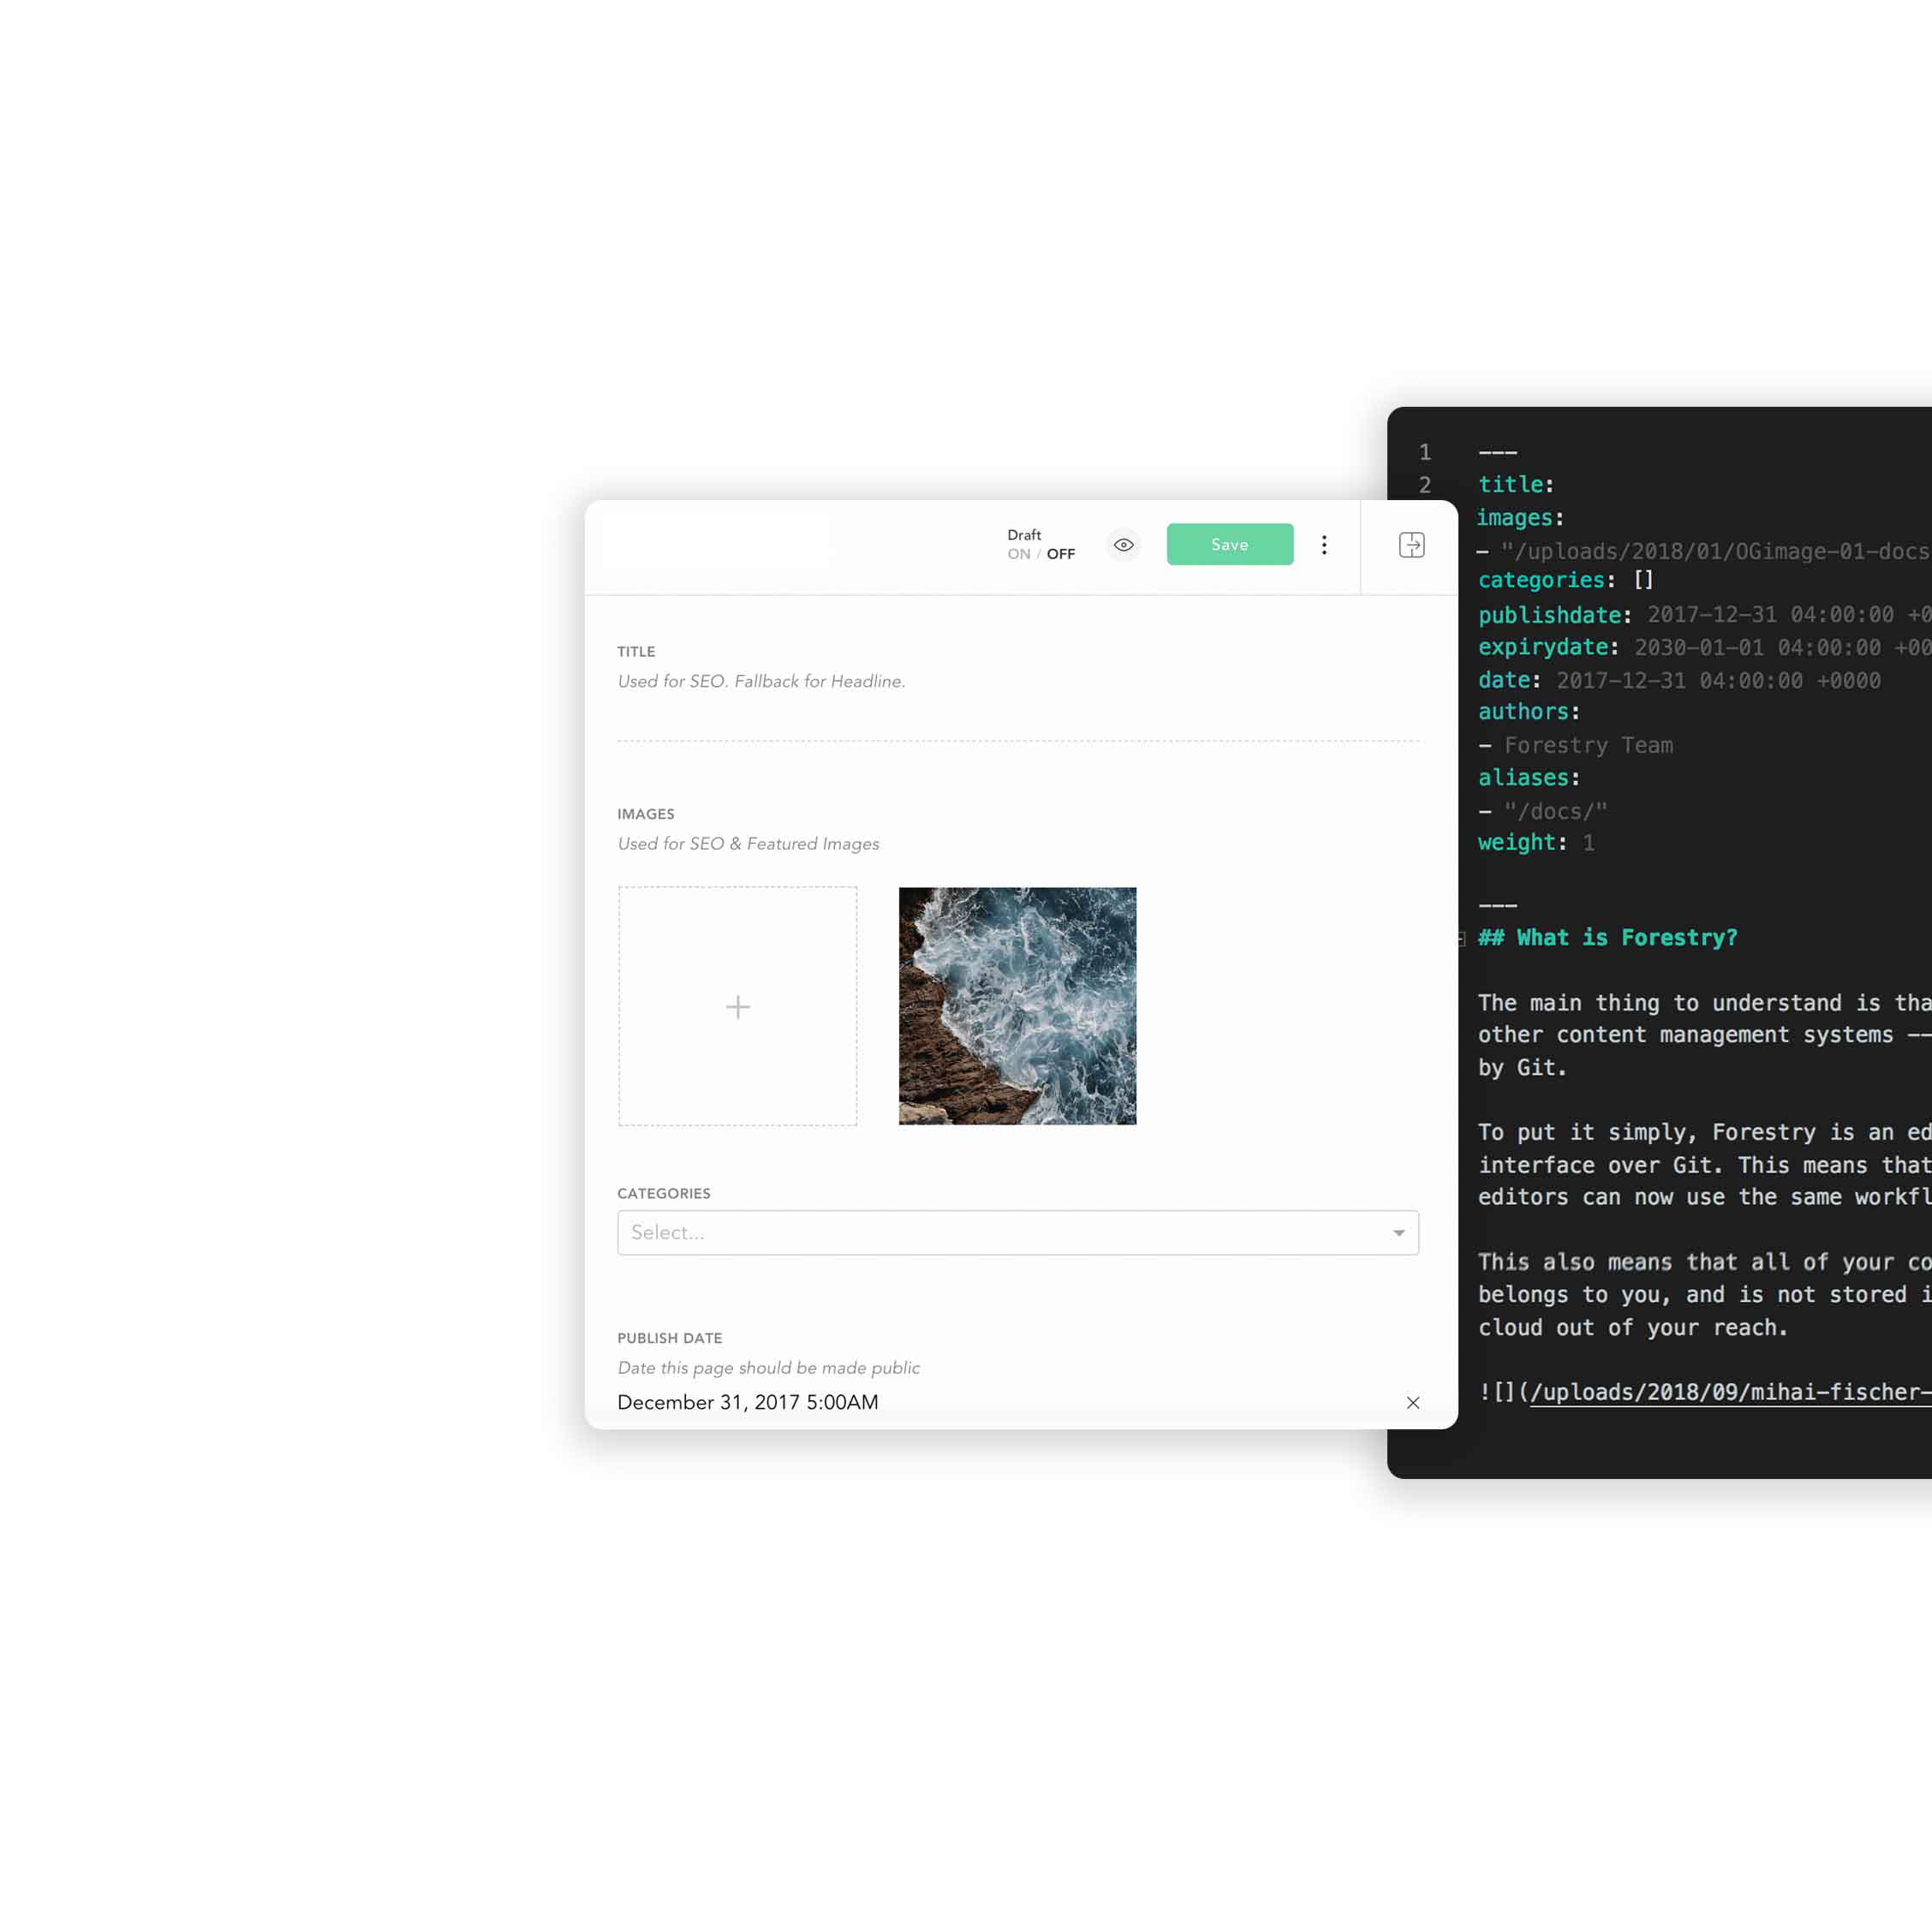 Draft
ON / OFF
Save
TITLE
Used for SEO. Fallback for Headline.
IMAGES
Used for SEO & Featured Images
CATEGORIES
Select...
PUBLISH DATE
Date this page should be made public
December 31, 2017 5:00AM
1 ---
2 title:
images:
- "/uploads/2018/01/OGimage-01-docs
categories: []
publishdate: 2017-12-31 04:00:00 +0
expirydate: 2030-01-01 04:00:00 +00
date: 2017-12-31 04:00:00 +0000
authors:
- Forestry Team
aliases:
- "/docs/"
weight: 1
---
## What is Forestry?
The main thing to understand is tha
other content management systems --
by Git.
To put it simply, Forestry is an ed
interface over Git. This means that
editors can now use the same workfl
This also means that all of your co
belongs to you, and is not stored i
cloud out of your reach.
![](/uploads/2018/09/mihai-fischer-